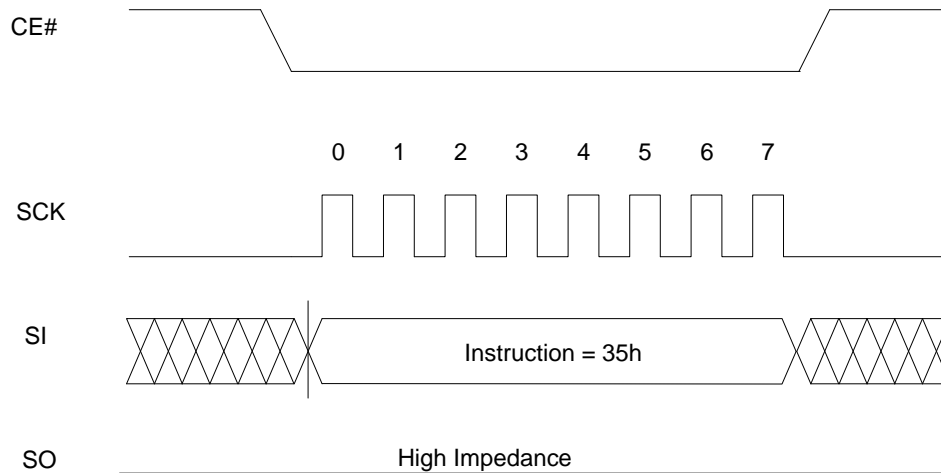 CE#
0 1 2 3 4 5 6 7
SCK
SI
Instruction = 35h
SO
High Impedance